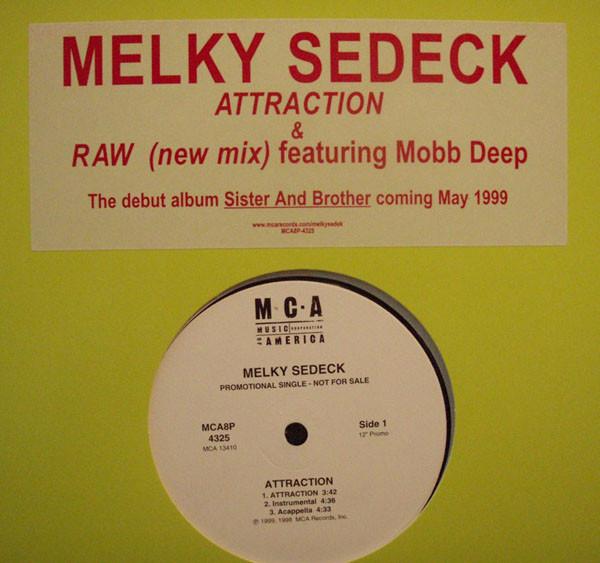 MELKY SEDECK
ATTRACTION
&
RAW (new mix) featuring Mobb Deep
The debut album Sister And Brother coming May 1999
www.mcarecords.com/melkysedek
MCA8P-4325
M·C·A
MUSIC CORPORATION
OF AMERICA
MELKY SEDECK
PROMOTIONAL SINGLE - NOT FOR SALE
MCA8P
4325
MCA 13410
Side 1
12" Promo
ATTRACTION
1. ATTRACTION 3:42
2. Instrumental 4:36
3. Acappella 4:33
℗ 1999, 1998 MCA Records, Inc.